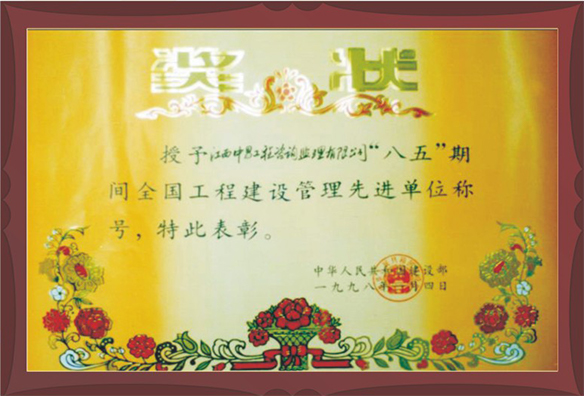 奖状
授予江西中昌工程咨询监理有限公司“八五”期
间全国工程建设管理先进单位称
号，特此表彰。
中华人民共和国建设部
一九九八年 月四日